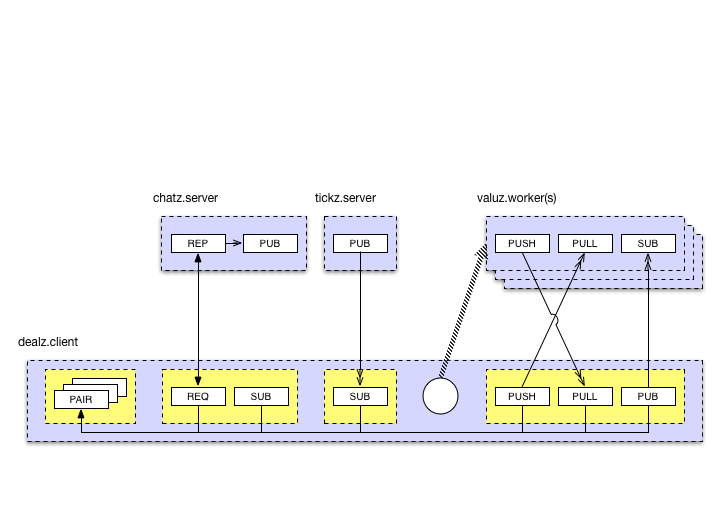 chatz.server
tickz.server
valuz.worker(s)
REP
PUB
PUB
PUSH
PULL
SUB
dealz.client
PAIR
REQ
SUB
SUB
PUSH
PULL
PUB